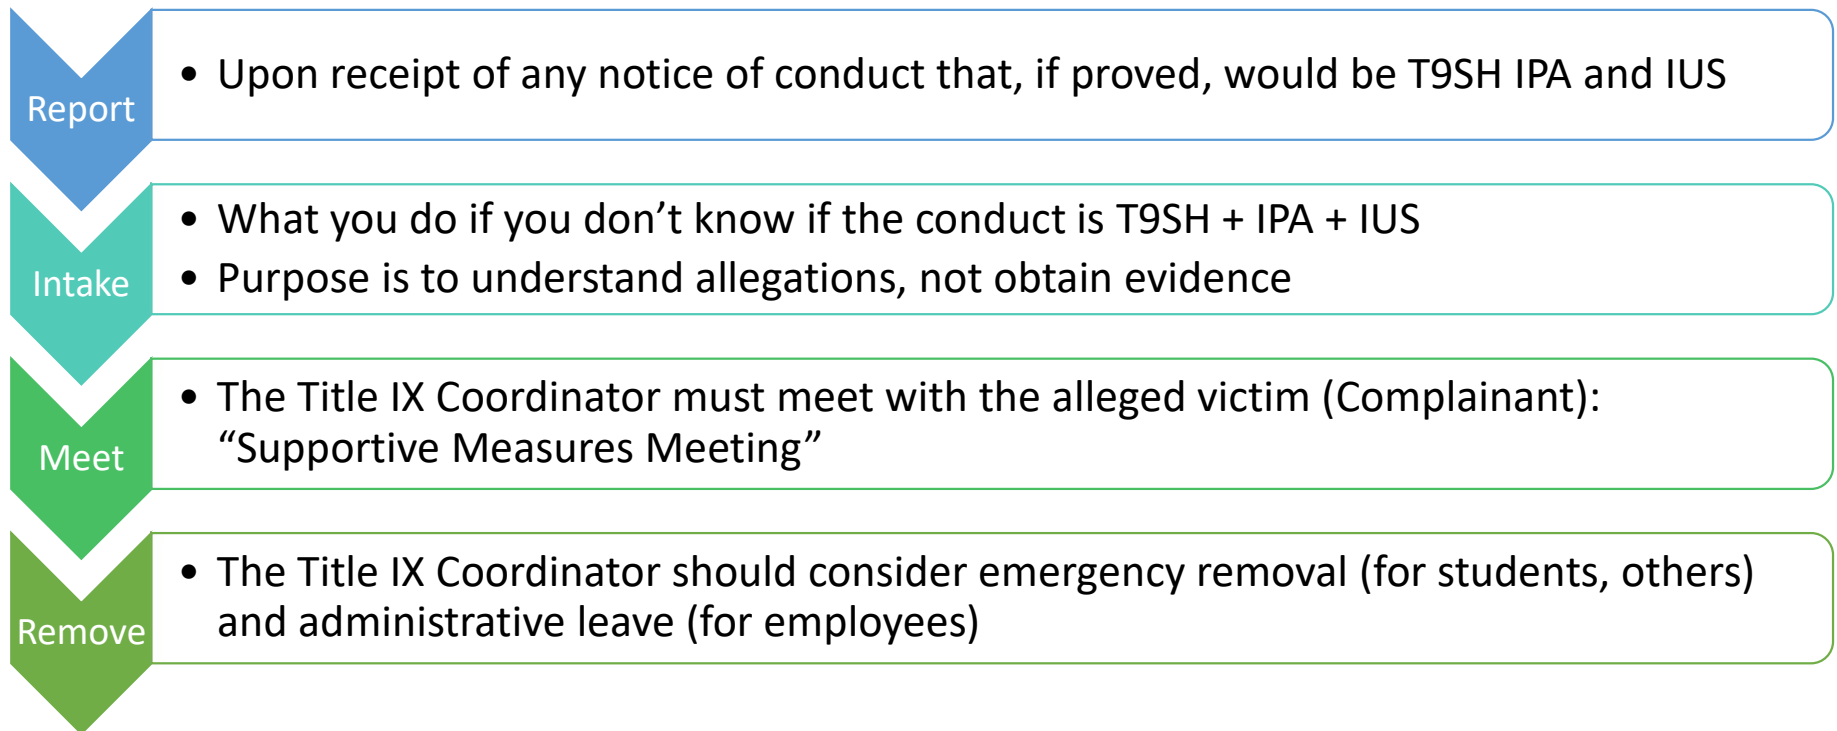 Report
• Upon receipt of any notice of conduct that, if proved, would be T9SH IPA and IUS
Intake
• What you do if you don’t know if the conduct is T9SH + IPA + IUS
• Purpose is to understand allegations, not obtain evidence
Meet
• The Title IX Coordinator must meet with the alleged victim (Complainant):
“Supportive Measures Meeting”
Remove
• The Title IX Coordinator should consider emergency removal (for students, others)
and administrative leave (for employees)